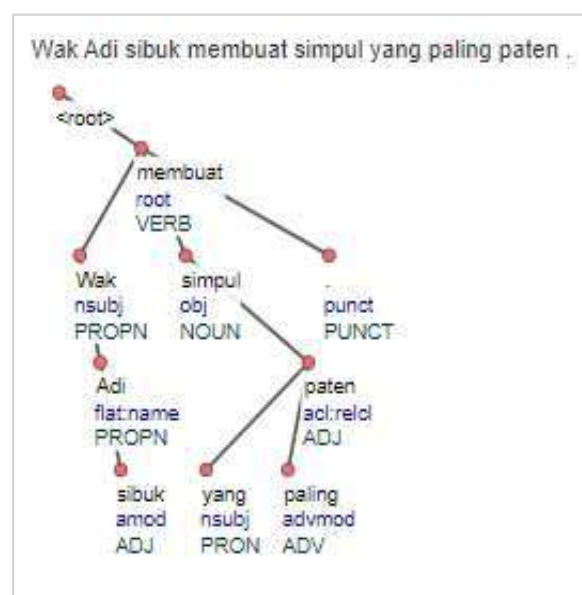 Wak Adi sibuk membuat simpul yang paling paten .
<root>
membuat
root
VERB
Wak simpul .
nsubj obj punct
PROPN NOUN PUNCT
Adi paten
flat:name acl:relcl
PROPN ADJ
sibuk yang paling
amod nsubj advmod
ADJ PRON ADV